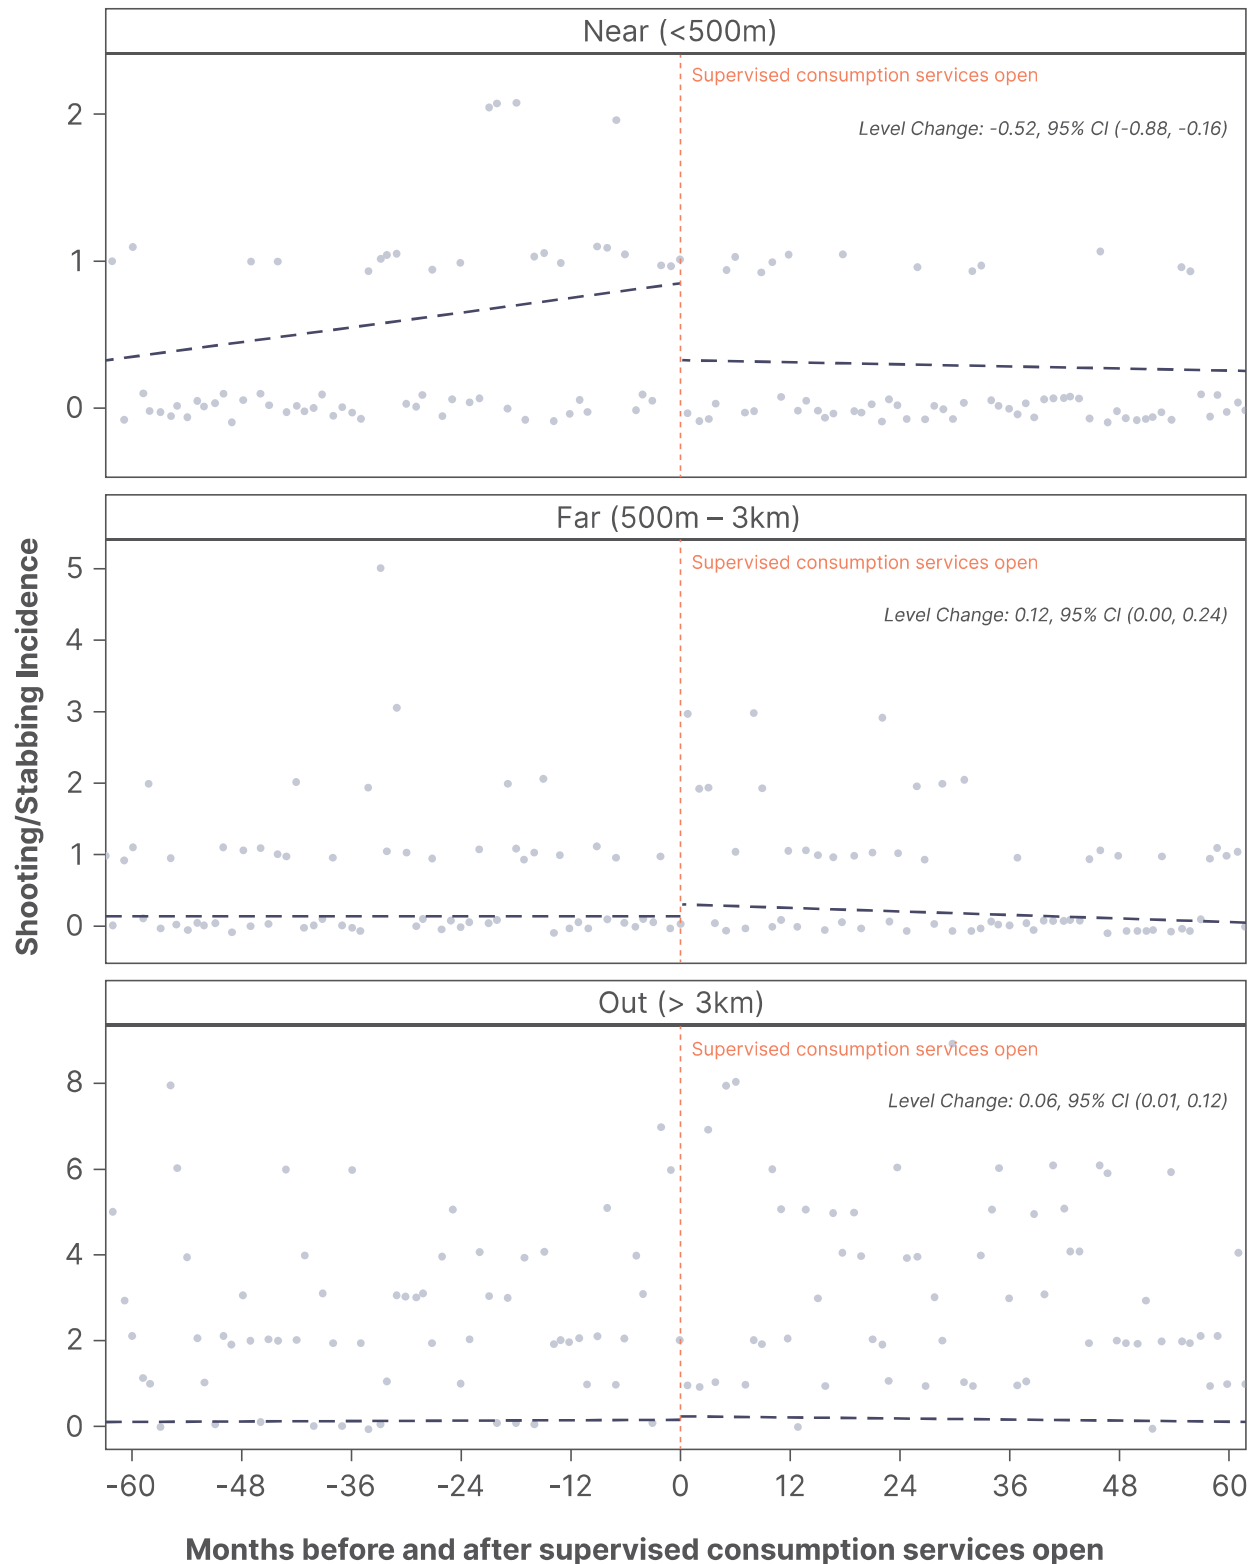 Near (<500m)
Supervised consumption services open
Level Change: -0.52, 95% CI (-0.88, -0.16)
2
1
0
Far (500m – 3km)
Supervised consumption services open
Level Change: 0.12, 95% CI (0.00, 0.24)
5
4
3
2
1
0
Shooting/Stabbing Incidence
Out (> 3km)
Supervised consumption services open
Level Change: 0.06, 95% CI (0.01, 0.12)
8
6
4
2
0
-60 -48 -36 -24 -12 0 12 24 36 48 60
Months before and after supervised consumption services open